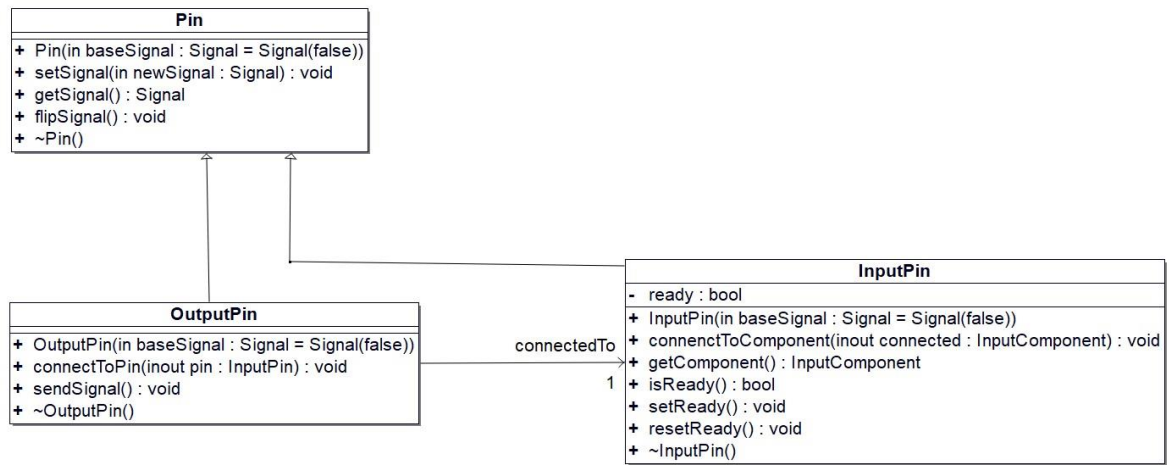 Pin
+ Pin(in baseSignal : Signal = Signal(false))
+ setSignal(in newSignal : Signal) : void
+ getSignal() : Signal
+ flipSignal() : void
+ ~Pin()
OutputPin
+ OutputPin(in baseSignal : Signal = Signal(false))
+ connectToPin(inout pin : InputPin) : void
+ sendSignal() : void
+ ~OutputPin()
connectedTo
1
InputPin
- ready : bool
+ InputPin(in baseSignal : Signal = Signal(false))
+ connenctToComponent(inout connected : InputComponent) : void
+ getComponent() : InputComponent
+ isReady() : bool
+ setReady() : void
+ resetReady() : void
+ ~InputPin()